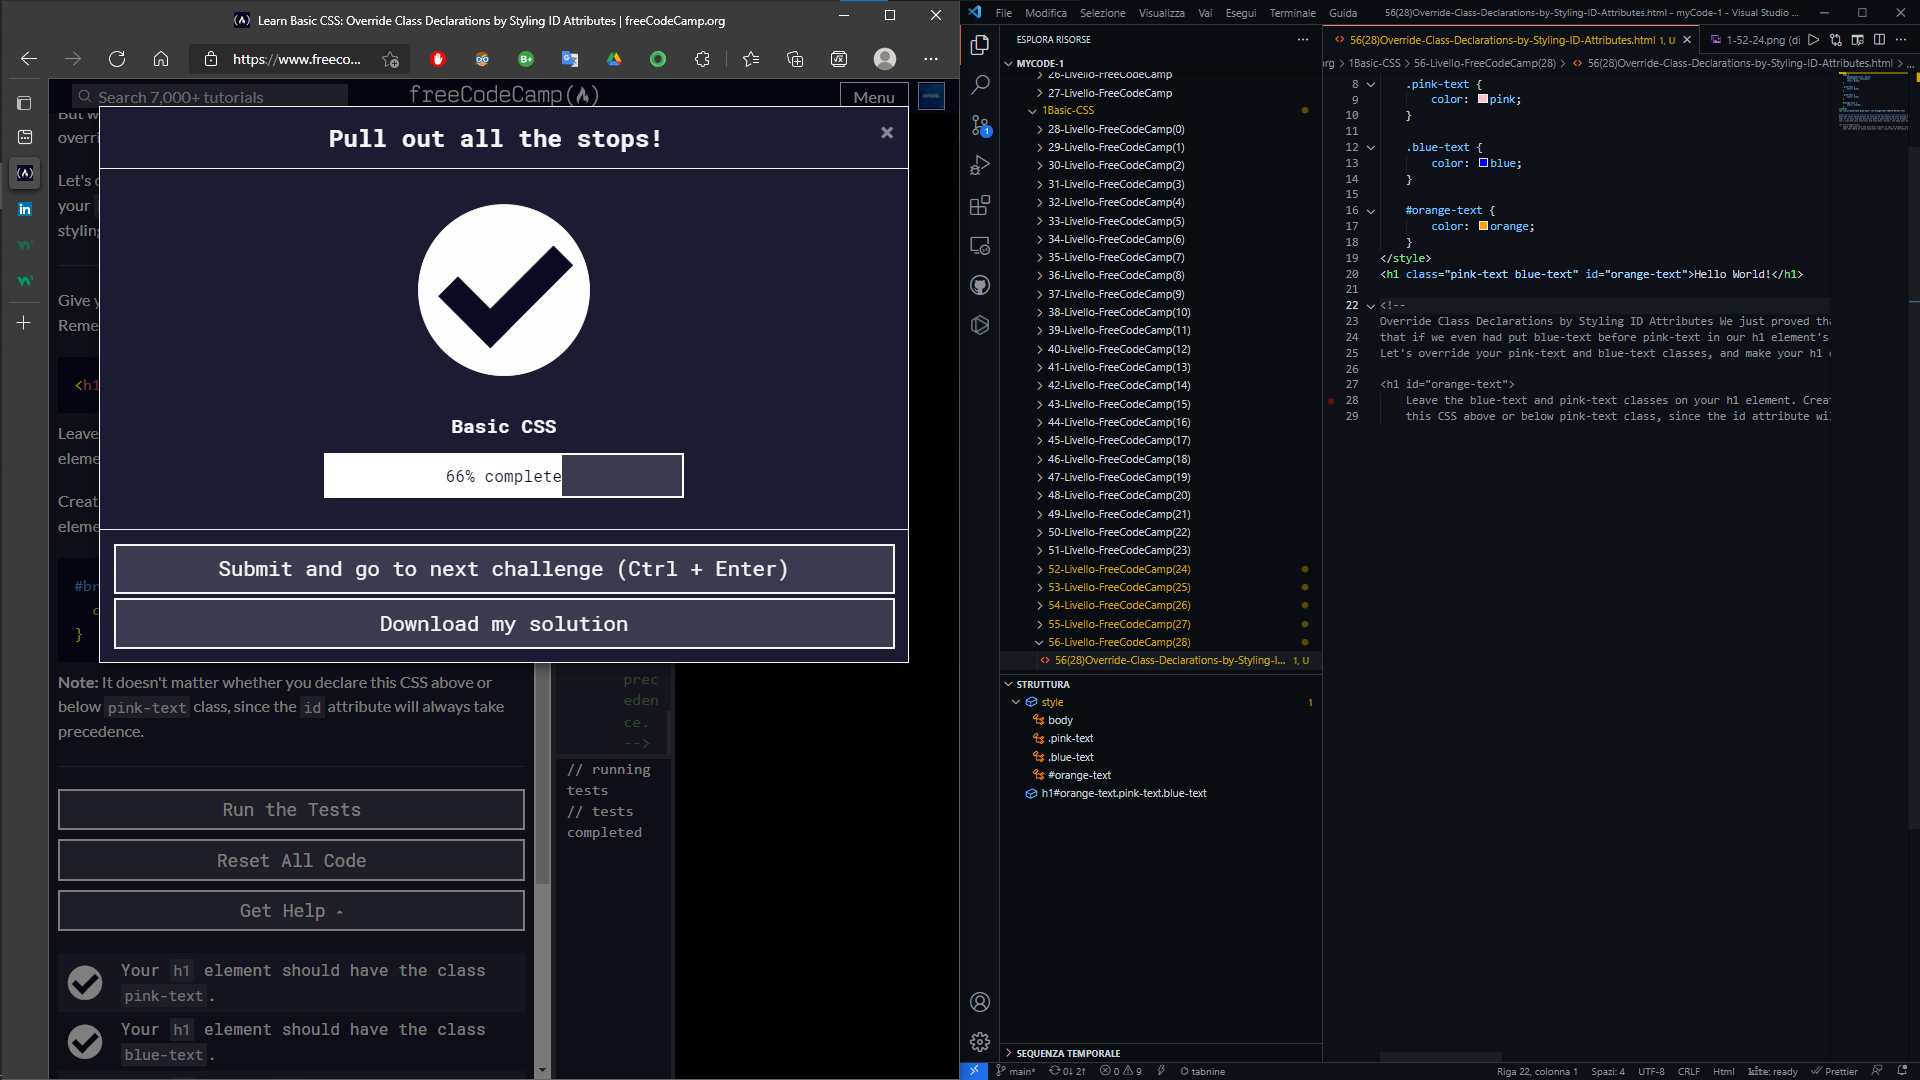 Learn Basic CSS: Override Class Declarations by Styling ID Attributes | freeCodeCamp.org
https://www.freeco...
Search 7,000+ tutorials
freeCodeCamp(🔥)
Menu
But w
overri
Let's
your
styling
Give y
Reme
<h1
Leave
eleme
Creat
eleme
#br
c
}
Pull out all the stops!
×
Basic CSS
66% complete
Submit and go to next challenge (Ctrl + Enter)
Download my solution
Note: It doesn't matter whether you declare this CSS above or
below pink-text class, since the id attribute will always take
precedence.
Run the Tests
Reset All Code
Get Help
Your h1 element should have the class
pink-text.
Your h1 element should have the class
blue-text.
prec
eden
ce.
-->
// running
tests
// tests
completed
File Modifica Selezione Visualizza Vai Esegui Terminale Guida
56(28)Override-Class-Declarations-by-Styling-ID-Attributes.html - myCode-1 - Visual Studio ...
ESPLORA RISORSE
MYCODE-1
26-Livello-FreeCodeCamp
27-Livello-FreeCodeCamp
1Basic-CSS
28-Livello-FreeCodeCamp(0)
29-Livello-FreeCodeCamp(1)
30-Livello-FreeCodeCamp(2)
31-Livello-FreeCodeCamp(3)
32-Livello-FreeCodeCamp(4)
33-Livello-FreeCodeCamp(5)
34-Livello-FreeCodeCamp(6)
35-Livello-FreeCodeCamp(7)
36-Livello-FreeCodeCamp(8)
37-Livello-FreeCodeCamp(9)
38-Livello-FreeCodeCamp(10)
39-Livello-FreeCodeCamp(11)
40-Livello-FreeCodeCamp(12)
41-Livello-FreeCodeCamp(13)
42-Livello-FreeCodeCamp(14)
43-Livello-FreeCodeCamp(15)
44-Livello-FreeCodeCamp(16)
45-Livello-FreeCodeCamp(17)
46-Livello-FreeCodeCamp(18)
47-Livello-FreeCodeCamp(19)
48-Livello-FreeCodeCamp(20)
49-Livello-FreeCodeCamp(21)
50-Livello-FreeCodeCamp(22)
51-Livello-FreeCodeCamp(23)
52-Livello-FreeCodeCamp(24)
53-Livello-FreeCodeCamp(25)
54-Livello-FreeCodeCamp(26)
55-Livello-FreeCodeCamp(27)
56-Livello-FreeCodeCamp(28)
56(28)Override-Class-Declarations-by-Styling-I... 1, U
STRUTTURA
style 1
body
.pink-text
.blue-text
#orange-text
h1#orange-text.pink-text.blue-text
SEQUENZA TEMPORALE
56(28)Override-Class-Declarations-by-Styling-ID-Attributes.html 1, U
1-52-24.png (di
rg > 1Basic-CSS > 56-Livello-FreeCodeCamp(28) > 56(28)Override-Class-Declarations-by-Styling-ID-Attributes.html > ...
8 .pink-text {
9 color: pink;
10 }
11
12 .blue-text {
13 color: blue;
14 }
15
16 #orange-text {
17 color: orange;
18 }
19 </style>
20 <h1 class="pink-text blue-text" id="orange-text">Hello World!</h1>
21
22 <!--
23 Override Class Declarations by Styling ID Attributes We just proved tha
24 that if we even had put blue-text before pink-text in our h1 element's
25 Let's override your pink-text and blue-text classes, and make your h1
26
27 <h1 id="orange-text">
28 Leave the blue-text and pink-text classes on your h1 element. Crea
29 this CSS above or below pink-text class, since the id attribute wil
main* 0↓ 2↑ 0 9 tabnine
Riga 22, colonna 1 Spazi: 4 UTF-8 CRLF Html kite: ready Prettier